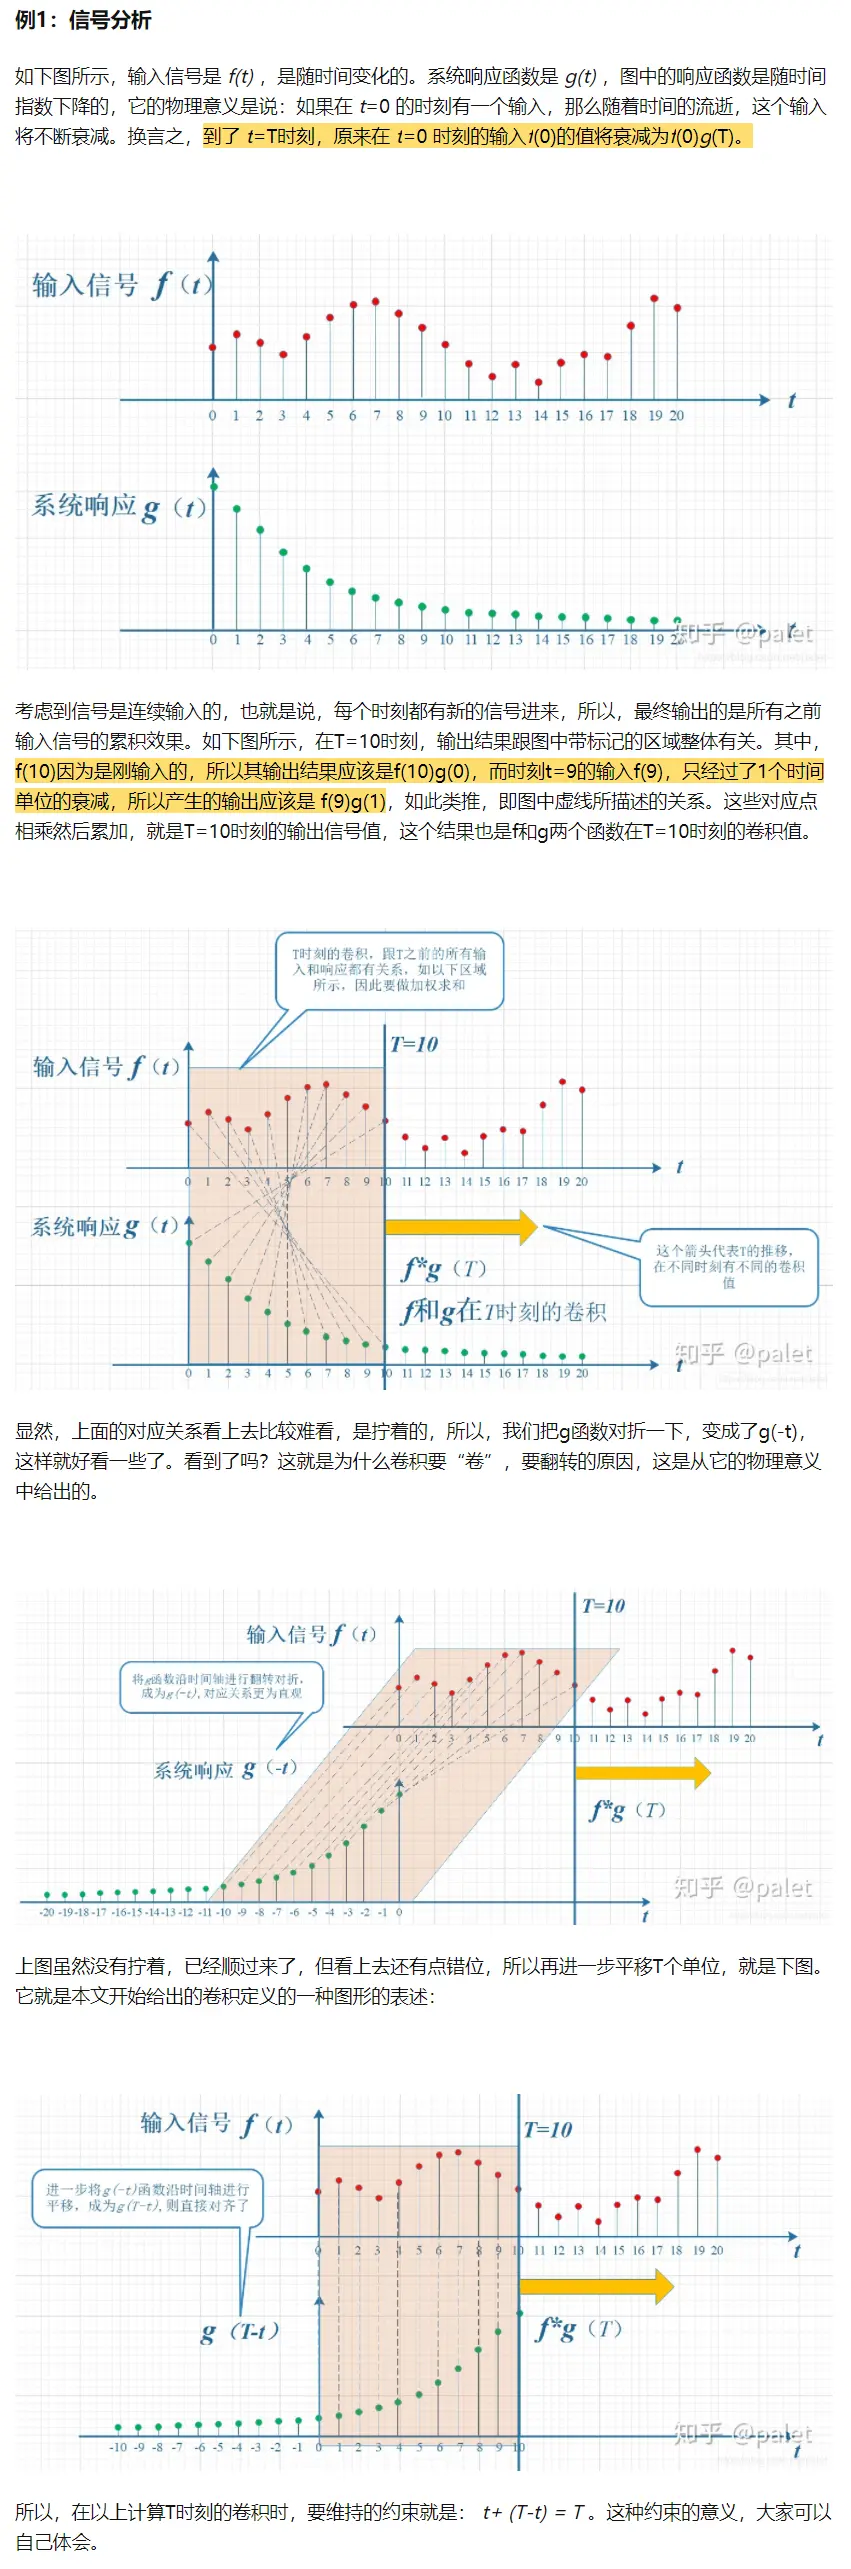 例1：信号分析
如下图所示，输入信号是 f(t) ，是随时间变化的。系统响应函数是 g(t) ，图中的响应函数是随时间
指数下降的，它的物理意义是说：如果在 t=0 的时刻有一个输入，那么随着时间的流逝，这个输入
将不断衰减。换言之，到了 t=T时刻，原来在 t=0 时刻的输入f(0)的值将衰减为f(0)g(T)。
输入信号 f（t）
t
0 1 2 3 4 5 6 7 8 9 10 11 12 13 14 15 16 17 18 19 20
系统响应 g（t）
知乎 @palet
t
0 1 2 3 4 5 6 7 8 9 10 11 12 13 14 15 16 17 18 19 20
考虑到信号是连续输入的，也就是说，每个时刻都有新的信号进来，所以，最终输出的是所有之前
输入信号的累积效果。如下图所示，在T=10时刻，输出结果跟图中带标记的区域整体有关。其中，
f(10)因为是刚输入的，所以其输出结果应该是f(10)g(0)，而时刻t=9的输入f(9)，只经过了1个时间
单位的衰减，所以产生的输出应该是 f(9)g(1)，如此类推，即图中虚线所描述的关系。这些对应点
相乘然后累加，就是T=10时刻的输出信号值，这个结果也是f和g两个函数在T=10时刻的卷积值。
T时刻的卷积，跟T之前的所有输
入和响应都有关系，如以下区域
所示，因此要做加权求和
T=10
输入信号 f（t）
t
0 1 2 3 4 5 6 7 8 9 10 11 12 13 14 15 16 17 18 19 20
系统响应 g（t）
这个箭头代表T的推移，
在不同时刻有不同的卷积
值
f*g（T）
f和g在T时刻的卷积
知乎 @palet
t
0 1 2 3 4 5 6 7 8 9 10 11 12 13 14 15 16 17 18 19 20
显然，上面的对应关系看上去比较难看，是拧着的，所以，我们把g函数对折一下，变成了g(-t)，
这样就好看一些了。看到了吗？这就是为什么卷积要“卷”，要翻转的原因，这是从它的物理意义
中给出的。
T=10
输入信号 f（t）
将g函数沿时间轴进行翻转对折，
成为g(-t),对应关系更为直观
0 1 2 3 4 5 6 7 8 9 10 11 12 13 14 15 16 17 18 19 20
t
系统响应 g（-t）
f*g（T）
知乎 @palet
-20 -19 -18 -17 -16 -15 -14 -13 -12 -11 -10 -9 -8 -7 -6 -5 -4 -3 -2 -1 0
t
上图虽然没有拧着，已经顺过来了，但看上去还有点错位，所以再进一步平移T个单位，就是下图。
它就是本文开始给出的卷积定义的一种图形的表述：
输入信号 f（t）
T=10
进一步将g(-t)函数沿时间轴进行
平移，成为g(T-t),则直接对齐了
0 1 2 3 4 5 6 7 8 9 10 11 12 13 14 15 16 17 18 19 20
t
g（T-t）
f*g（T）
知乎 @palet
-10 -9 -8 -7 -6 -5 -4 -3 -2 -1 0 1 2 3 4 5 6 7 8 9 10
t
所以，在以上计算T时刻的卷积时，要维持的约束就是： t+ (T-t) = T 。这种约束的意义，大家可以
自己体会。